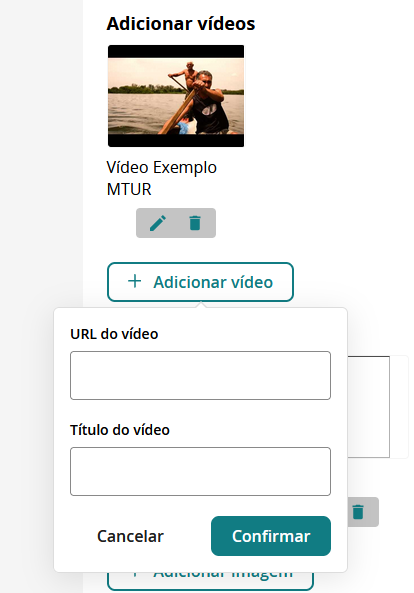 Adicionar vídeos
Vídeo Exemplo
MTUR
+ Adicionar vídeo
URL do vídeo
Título do vídeo
Cancelar
Confirmar
+ Adicionar imagem